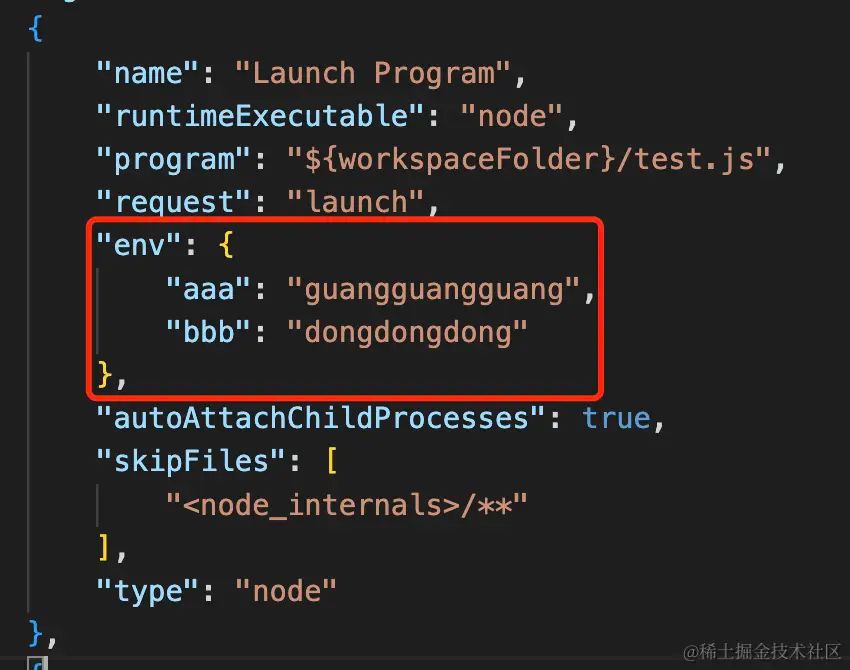 {
"name": "Launch Program",
"runtimeExecutable": "node",
"program": "${workspaceFolder}/test.js",
"request": "launch",
"env": {
"aaa": "guangguangguang",
"bbb": "dongdongdong"
},
"autoAttachChildProcesses": true,
"skipFiles": [
"<node_internals>/**"
],
"type": "node"
},
{
@稀土掘金技术社区